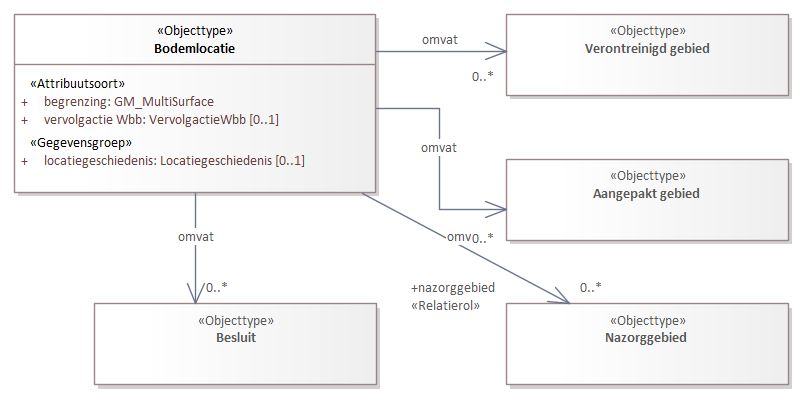 «Objecttype»
Bodemlocatie
«Attribuutsoort»
+ begrenzing: GM_MultiSurface
+ vervolgactie Wbb: VervolgactieWbb [0..1]
«Gegevensgroep»
+ locatiegeschiedenis: Locatiegeschiedenis [0..1]
omvat
0..*
«Objecttype»
Verontreinigd gebied
omvat
0..*
«Objecttype»
Aangepakt gebied
omv
+nazorggebied
«Relatierol»
0..*
«Objecttype»
Nazorggebied
omvat
0..*
«Objecttype»
Besluit